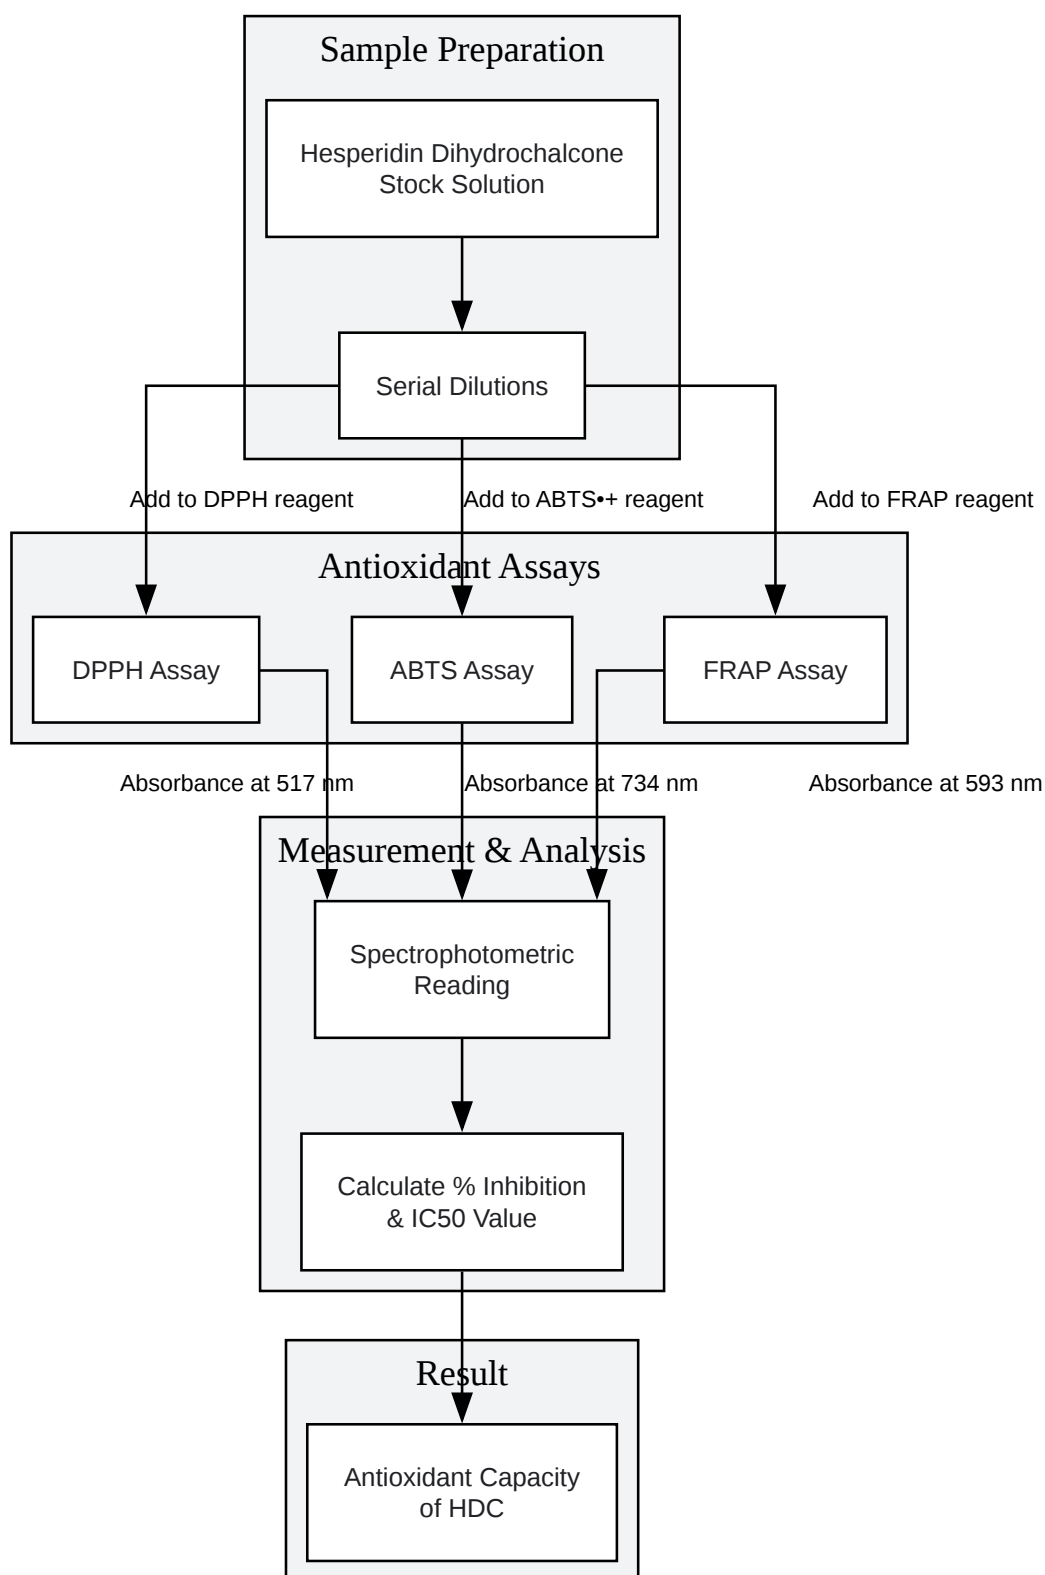 Sample Preparation
Hesperidin Dihydrochalcone
Stock Solution
Serial Dilutions
Add to DPPH reagent
Add to ABTS•+ reagent
Add to FRAP reagent
Antioxidant Assays
DPPH Assay
ABTS Assay
FRAP Assay
Absorbance at 517 nm
Absorbance at 734 nm
Absorbance at 593 nm
Measurement & Analysis
Spectrophotometric
Reading
Calculate % Inhibition
& IC50 Value
Result
Antioxidant Capacity
of HDC